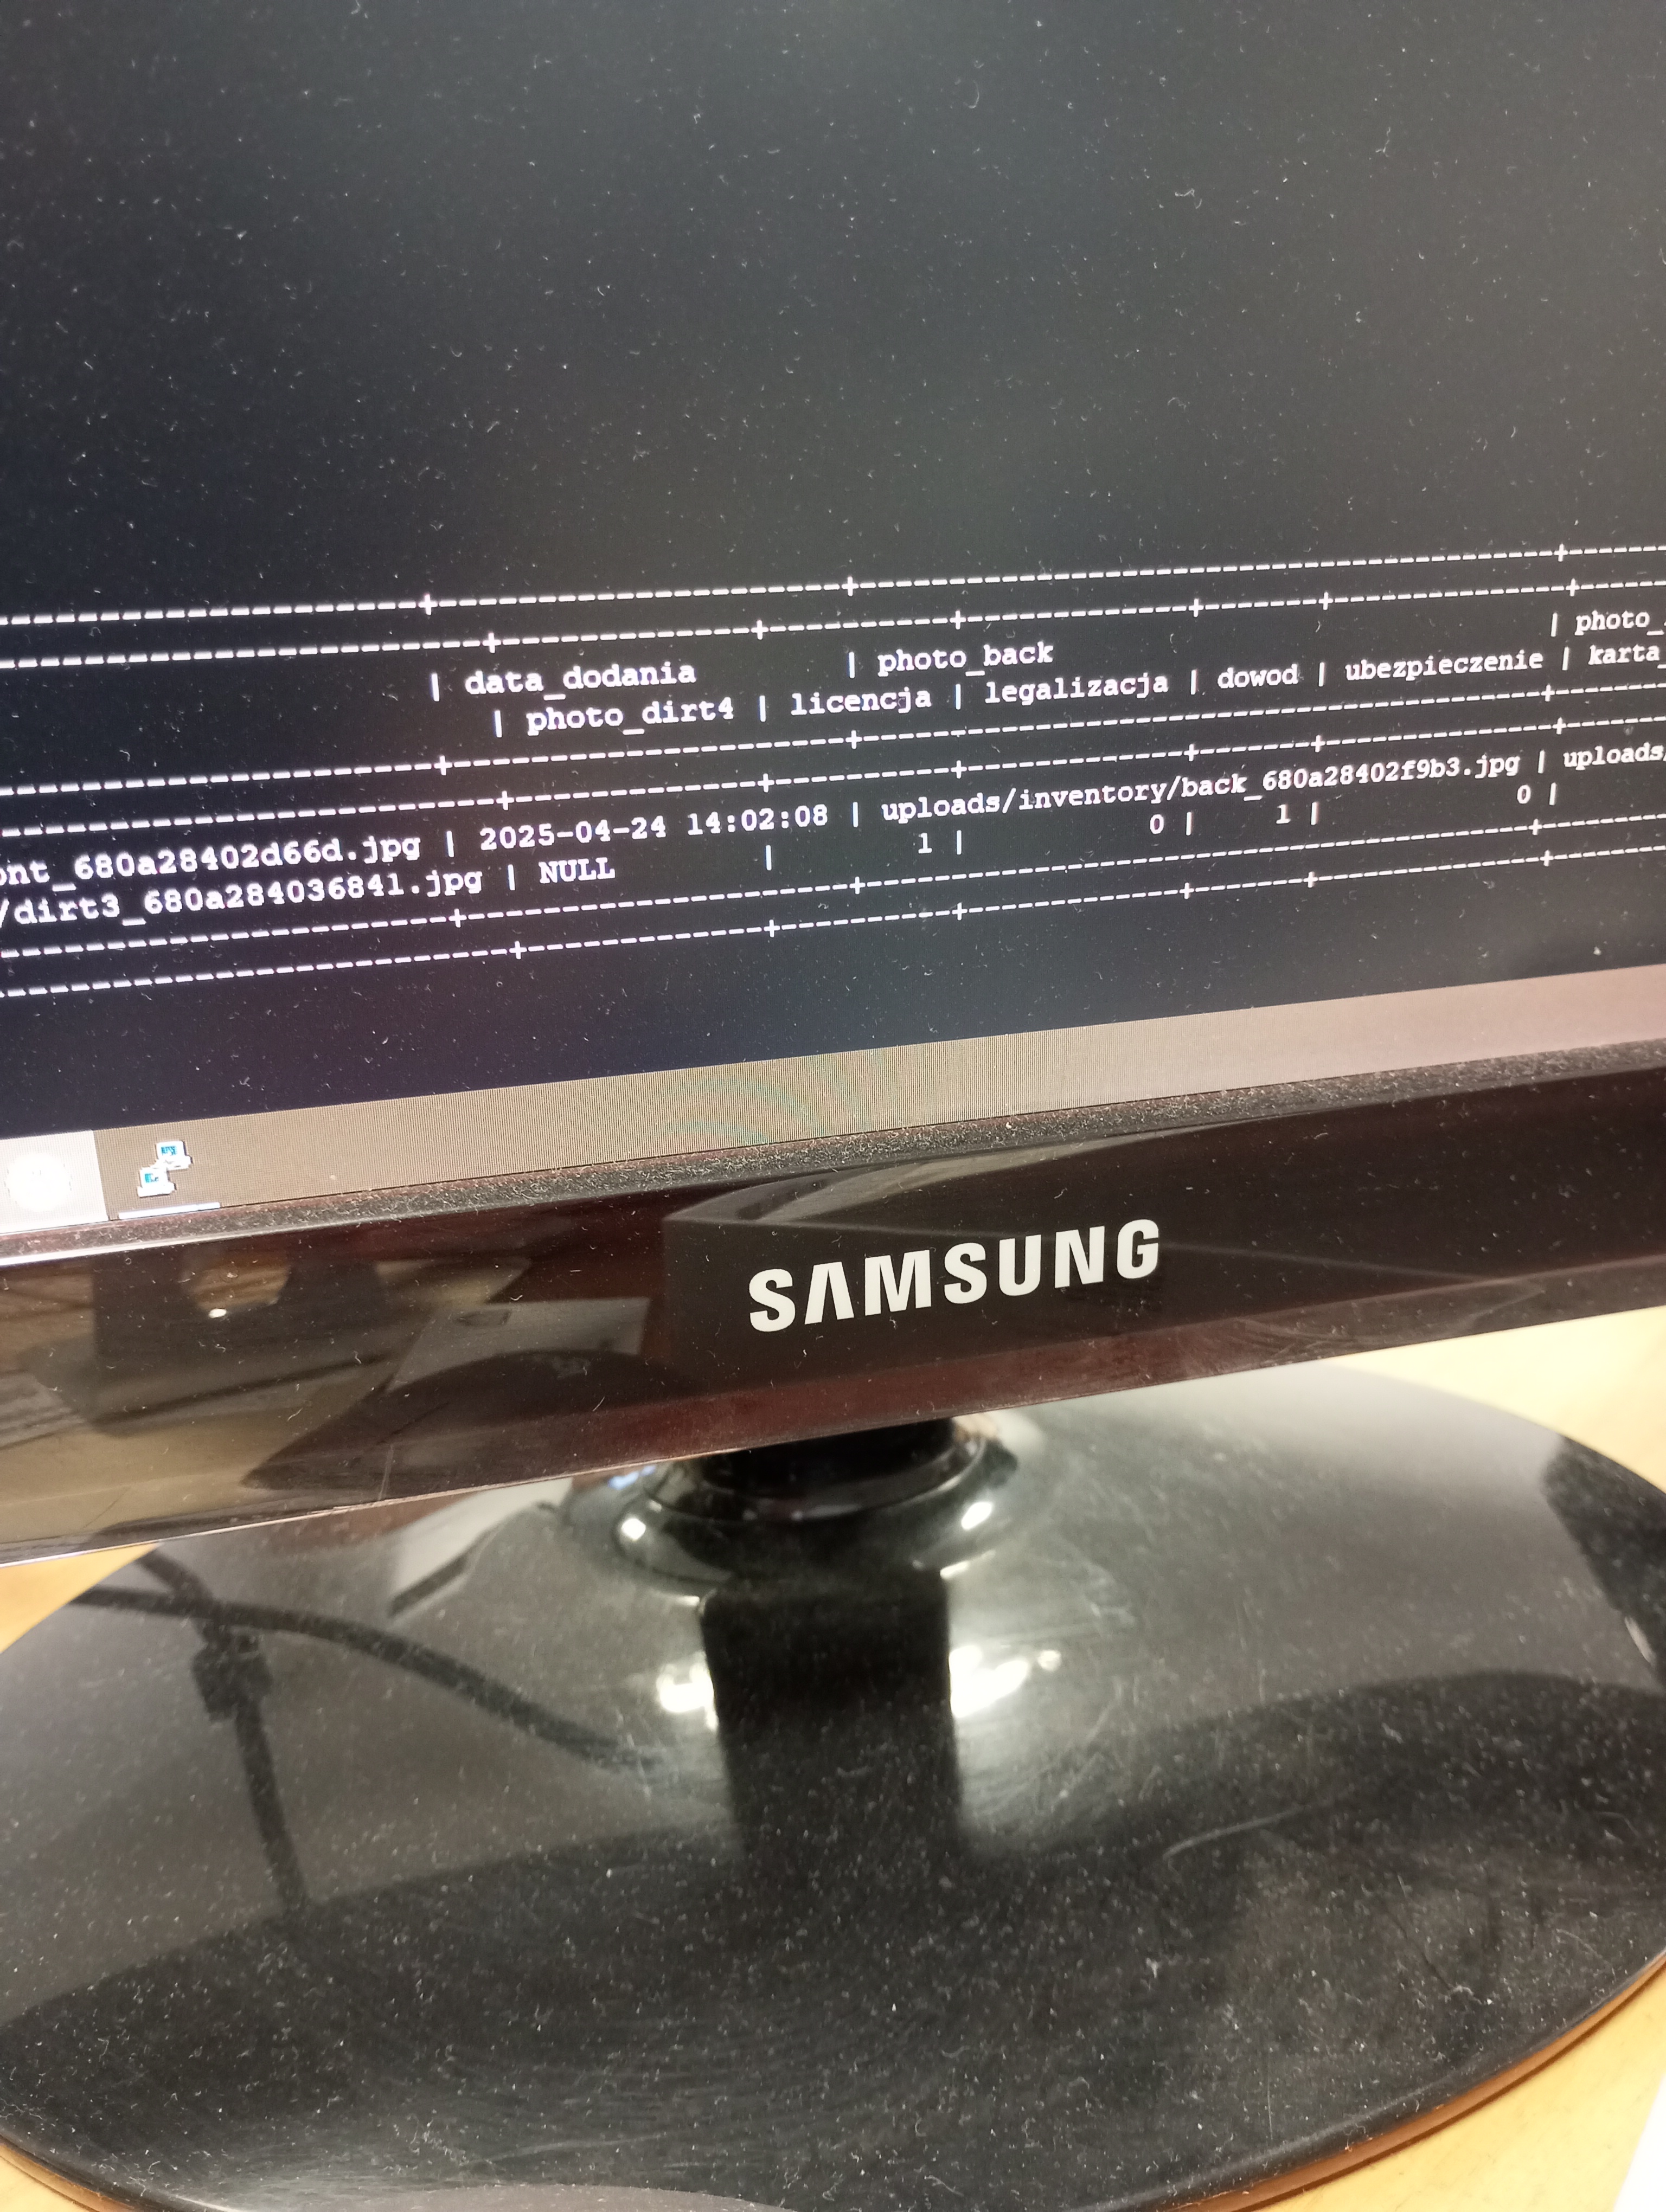 | data_dodania | photo_back | photo_
| photo_dirt4 | licencja | legalizacja | dowod | ubezpieczenie | karta_
ont_680a28402d66d.jpg | 2025-04-24 14:02:08 | uploads/inventory/back_680a28402f9b3.jpg | uploads/
/dirt3_680a284036841.jpg | NULL | 1 | 0 | 1 | 0 |
SAMSUNG